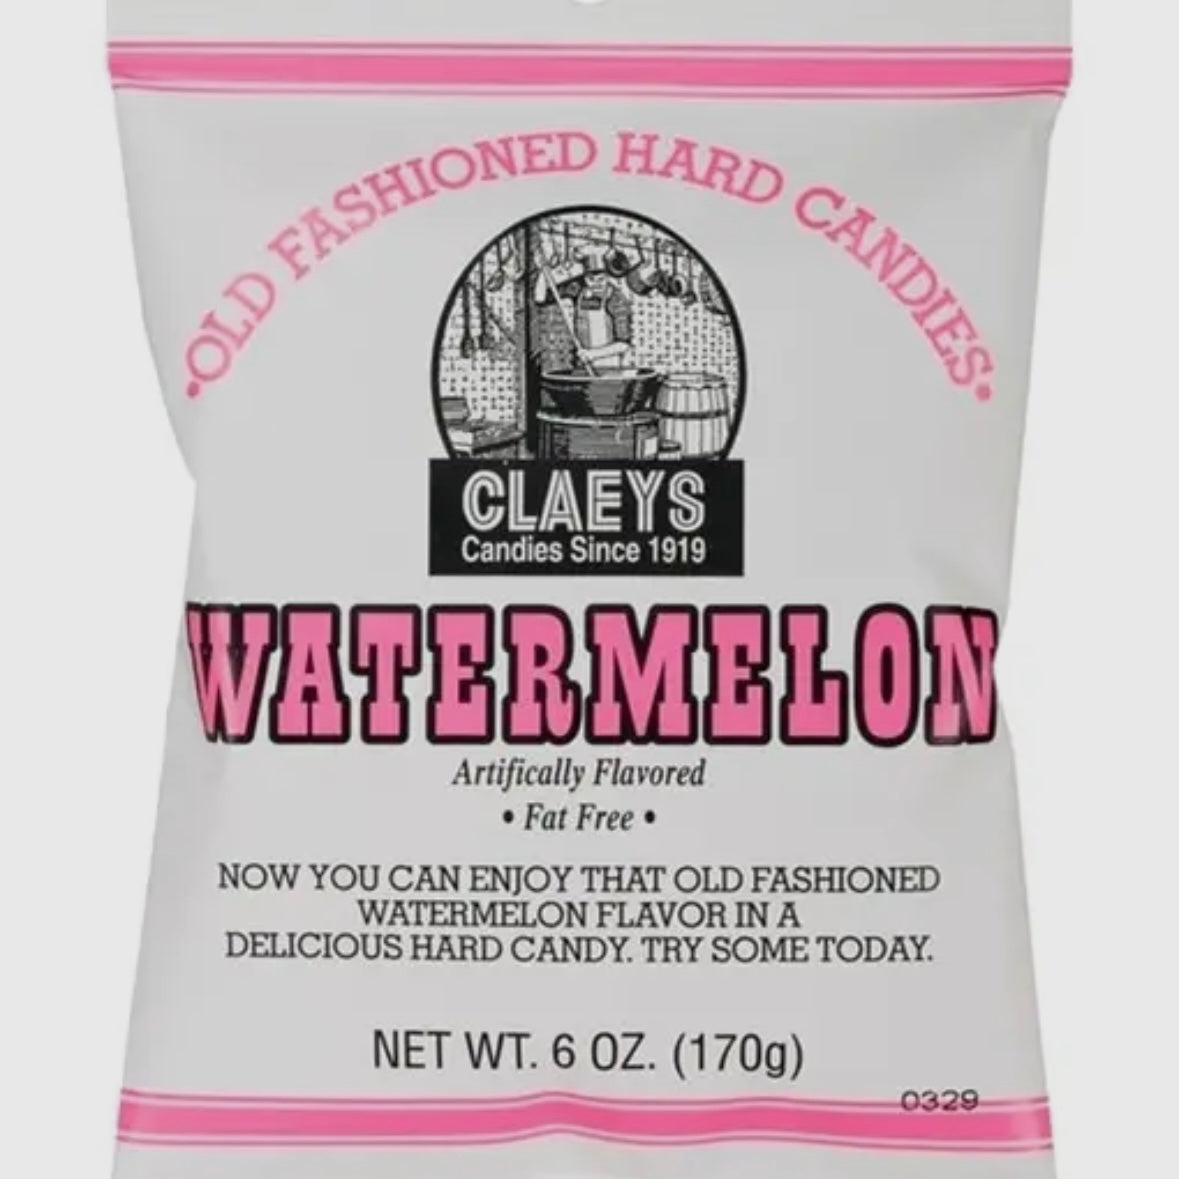 •OLD FASHIONED HARD CANDIES•
CLAEYS
Candies Since 1919
WATERMELON
Artifically Flavored
• Fat Free •
NOW YOU CAN ENJOY THAT OLD FASHIONED
WATERMELON FLAVOR IN A
DELICIOUS HARD CANDY. TRY SOME TODAY.
NET WT. 6 OZ. (170g)
0329